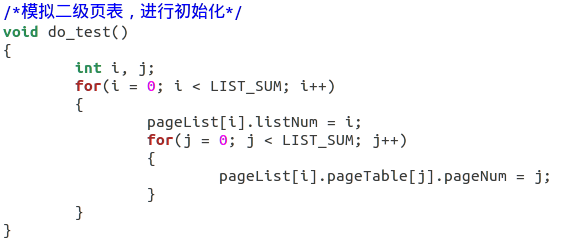 /*模拟二级页表，进行初始化*/
void do_test()
{
        int i, j;
        for(i = 0; i < LIST_SUM; i++)
        {
                pageList[i].listNum = i;
                for(j = 0; j < LIST_SUM; j++)
                {
                        pageList[i].pageTable[j].pageNum = j;
                }
        }
}